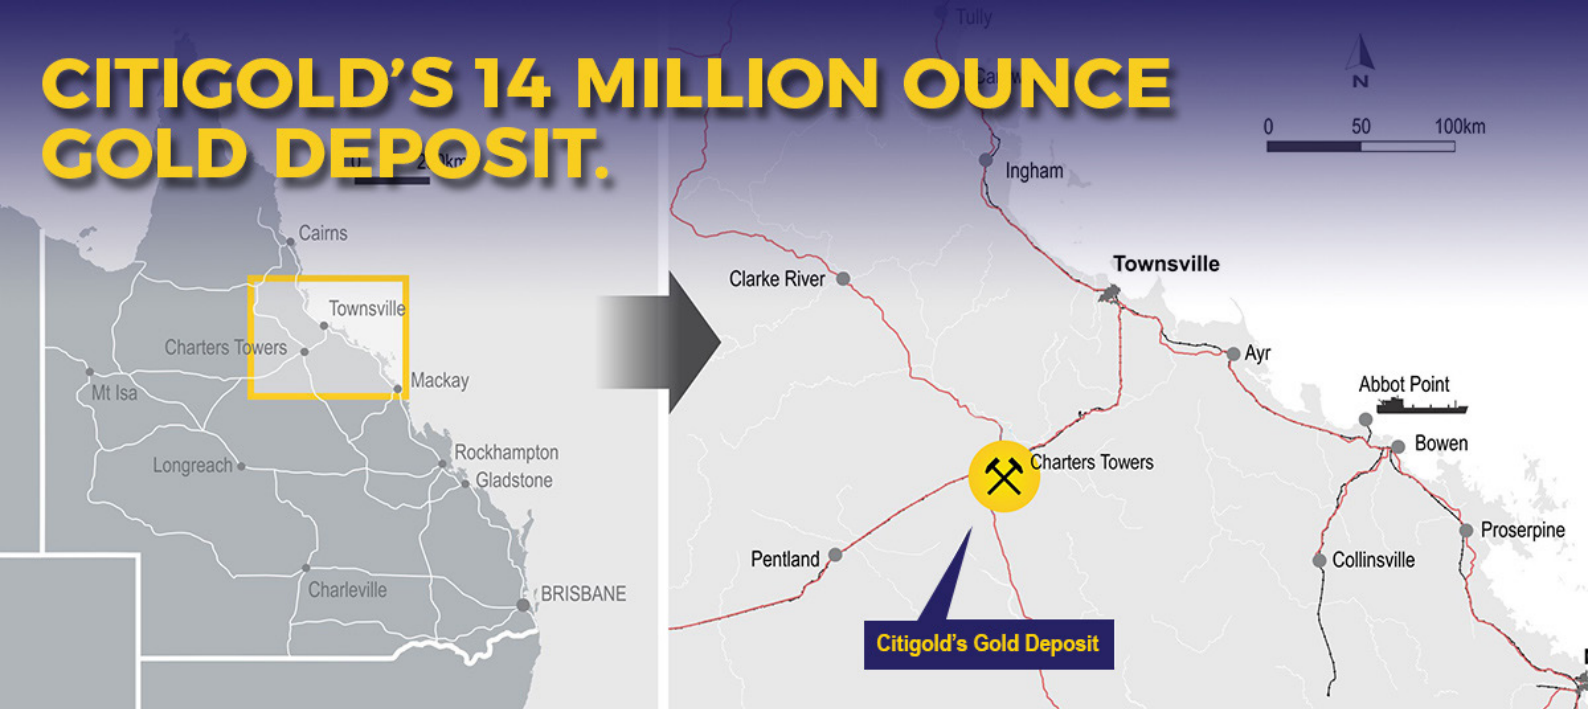 CITIGOLD'S 14 MILLION OUNCE
GOLD DEPOSIT.
Cairns
Townsville
Charters Towers
Mackay
Mt Isa
Rockhampton
Longreach
Gladstone
Charleville
BRISBANE
Tully
N
0 50 100km
Ingham
Townsville
Clarke River
Ayr
Abbot Point
Bowen
Charters Towers
Proserpine
Pentland
Collinsville
Citigold's Gold Deposit